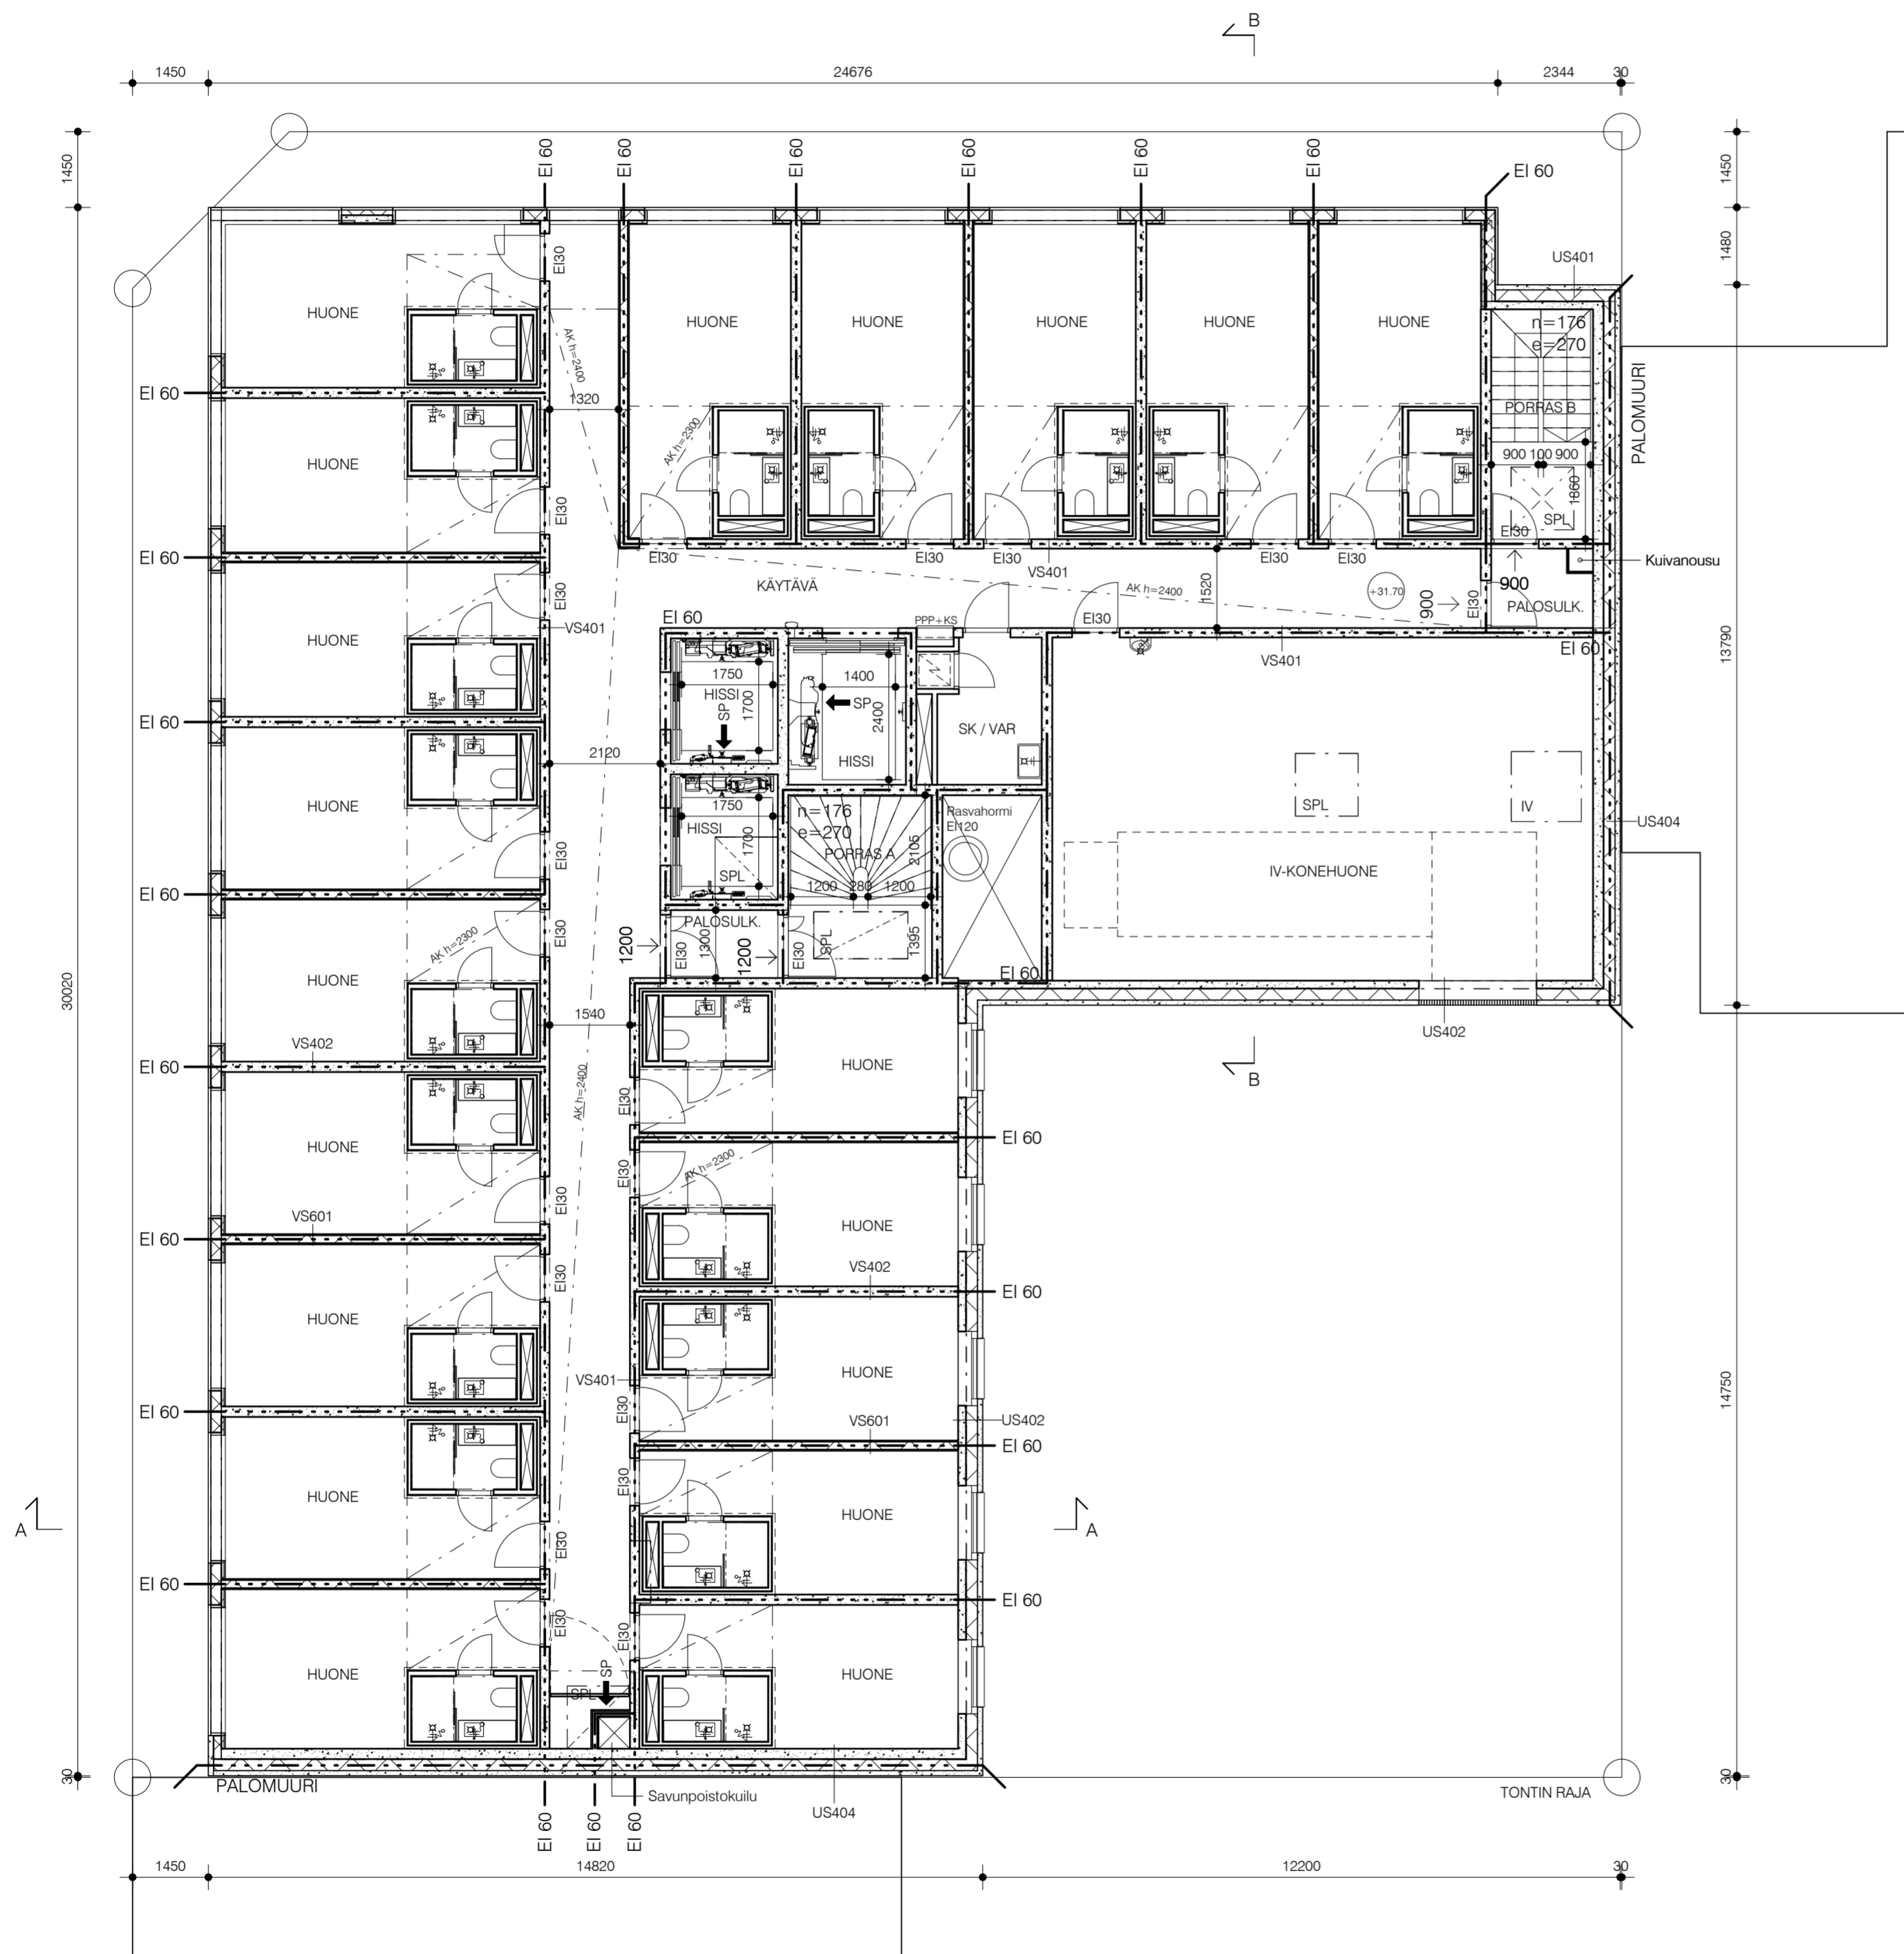 B
1450
24676
2344
30
1450
EI 60
EI 60
EI 60
EI 60
EI 60
EI 60
EI 60
1450
1480
US401
EI30
HUONE
HUONE
HUONE
HUONE
HUONE
HUONE
n=176
e=270
AK h=2400
PALOMUURI
EI 60
1320
PORRAS B
AK h=2300
HUONE
900 100 900
1860
SPL
EI30
EI30
EI 60
EI30
EI30
EI30
EI30
EI30
VS401
Kuivanousu
KÄYTÄVÄ
AK h=2400
1520
+31.70
900
900
EI30
PALOSULK.
EI30
EI 60
PPP+KS
EI30
VS401
HUONE
VS401
EI 60
13790
1750
HISSI
SP
1700
1400
SP
2400
HISSI
SK / VAR
EI 60
2120
HUONE
1750
HISSI
1700
SPL
n=176
e=270
PORRAS A
2105
1200 280 1200
Rasvahormi
EI120
SPL
IV
US404
IV-KONEHUONE
EI30
EI 60
PALOSULK.
EI30
AK h=2300
1200
EI30
1300
1200
EI30
SPL
1395
EI 60
HUONE
30020
1540
US402
VS402
HUONE
EI 60
B
AK h=2400
EI30
EI 60
HUONE
EI30
AK h=2300
EI30
VS601
HUONE
EI 60
EI30
VS402
EI 60
HUONE
VS401
HUONE
14750
EI 60
EI30
VS601
US402
EI 60
HUONE
EI30
HUONE
A
A
EI30
EI 60
EI 60
EI30
EI30
HUONE
SP
HUONE
SPL
30
PALOMUURI
Savunpoistokuilu
US404
TONTIN RAJA
30
EI 60
EI 60
EI 60
1450
14820
12200
30